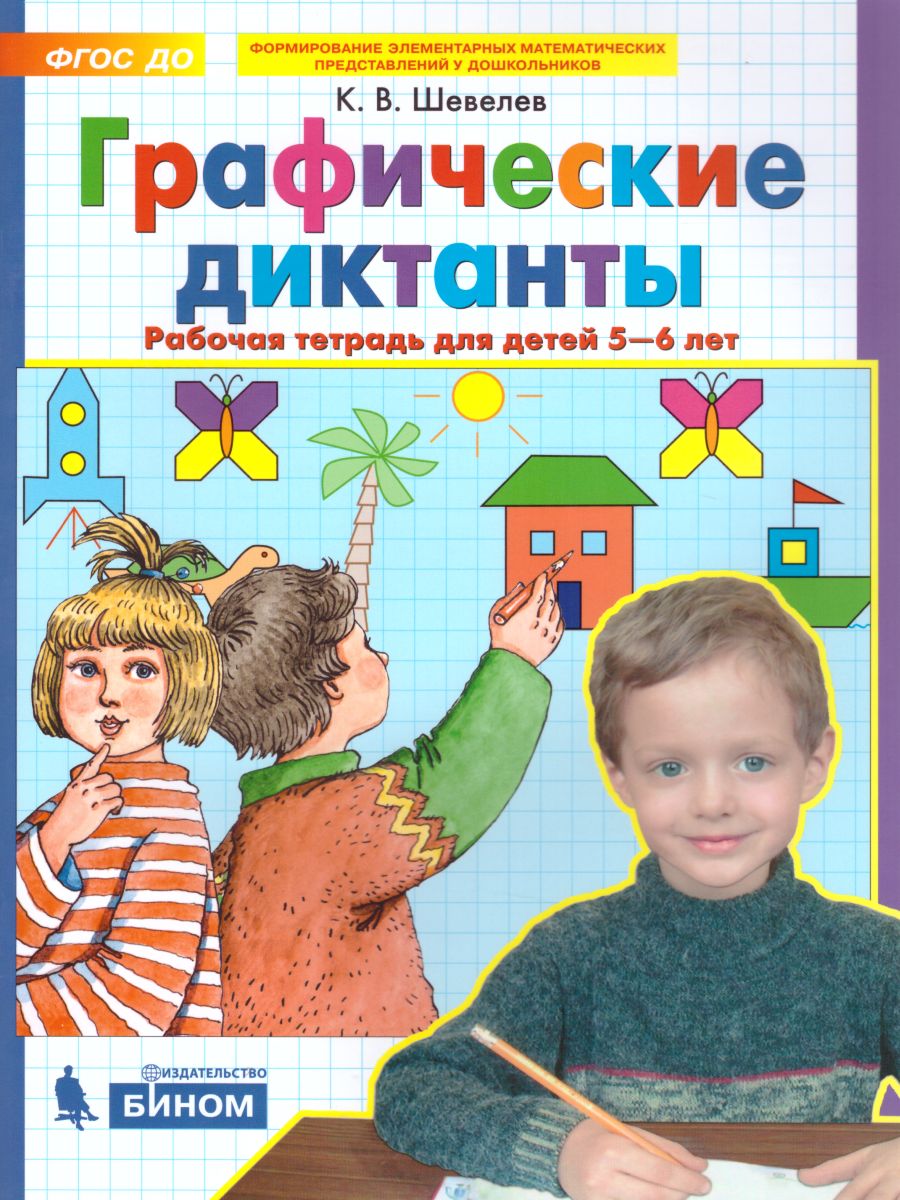 ФГОС ДО
ФОРМИРОВАНИЕ ЭЛЕМЕНТАРНЫХ МАТЕМАТИЧЕСКИХ
ПРЕДСТАВЛЕНИЙ У ДОШКОЛЬНИКОВ
К. В. Шевелев
Графические
диктанты
Рабочая тетрадь для детей 5—6 лет
ИЗДАТЕЛЬСТВО
БИНОМ